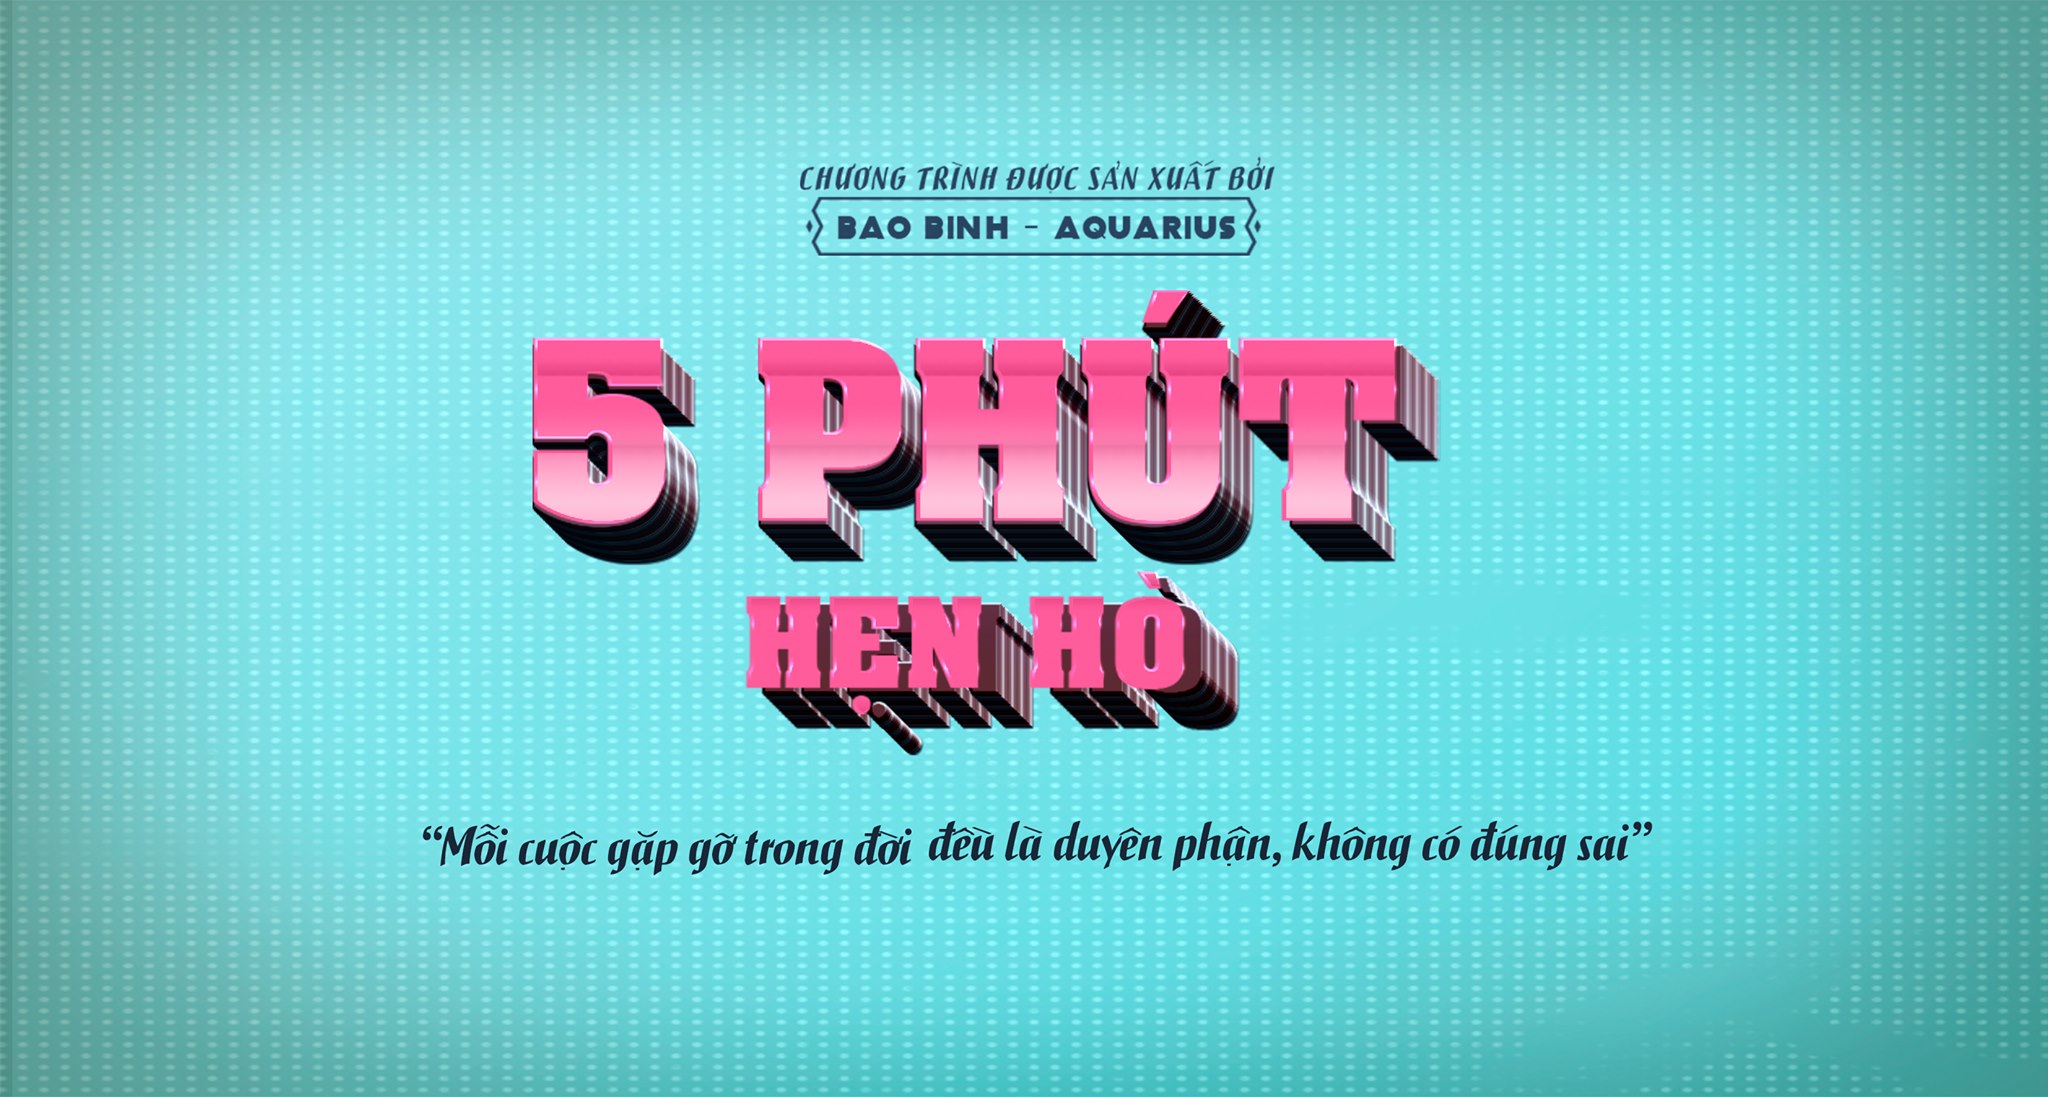 CHƯƠNG TRÌNH ĐƯỢC SẢN XUẤT BỞI
BAO BINH - AQUARIUS
5 PHÚT
HẸN HÒ
“Mỗi cuộc gặp gỡ trong đời đều là duyên phận, không có đúng sai”